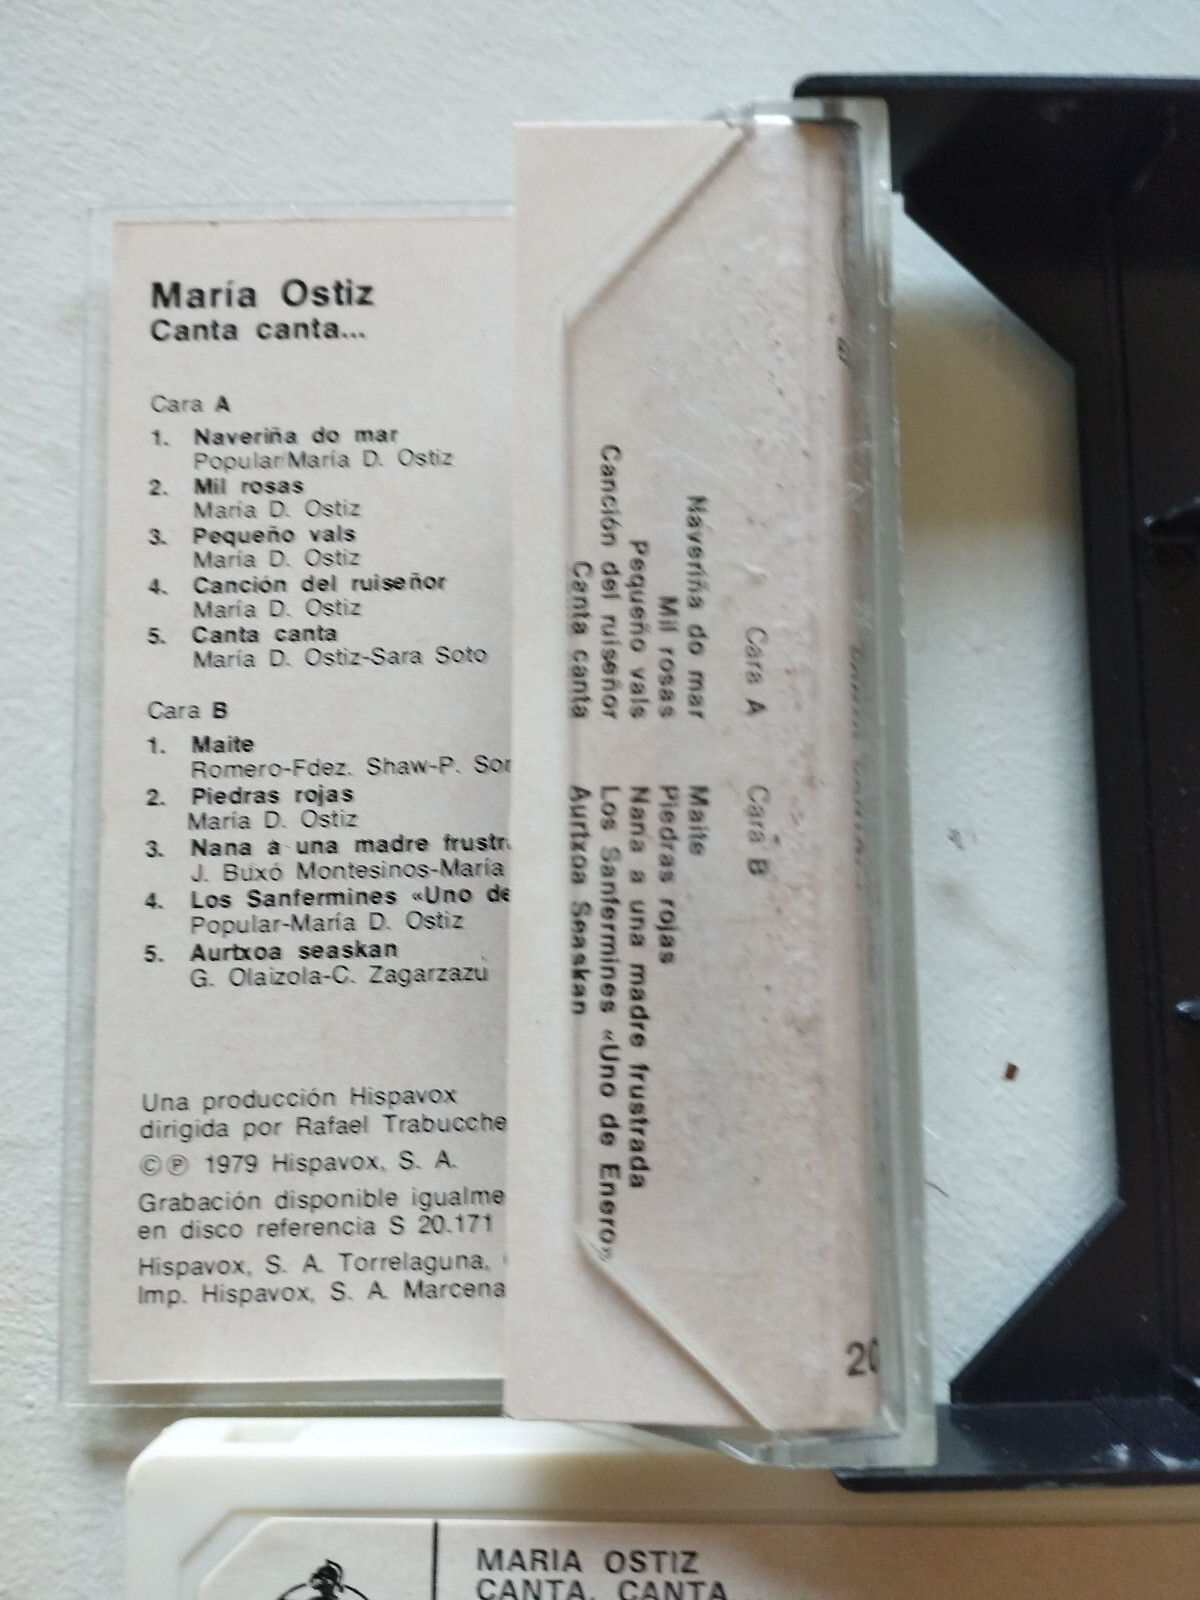 María Ostiz
Canta canta...
Cara A
1. Naveriña do mar
Popular/María D. Ostiz
2. Mil rosas
María D. Ostiz
3. Pequeño vals
María D. Ostiz
4. Canción del ruiseñor
María D. Ostiz
5. Canta canta
María D. Ostiz-Sara Soto
Cara B
1. Maite
Romero-Fdez. Shaw-P. Sor
2. Piedras rojas
María D. Ostiz
3. Nana a una madre frustr
J. Buxó Montesinos-María
4. Los Sanfermines «Uno de
Popular-María D. Ostiz
5. Aurtxoa seaskan
G. Olaizola-C. Zagarzazu
Una producción Hispavox
dirigida por Rafael Trabucche
©℗ 1979 Hispavox, S. A.
Grabación disponible igualme
en disco referencia S 20.171
Hispavox, S. A. Torrelaguna,
Imp. Hispavox, S. A. Marcena
Cara A
Naveriña do mar
Mil rosas
Pequeño vals
Canción del ruiseñor
Canta canta
Cara B
Maite
Piedras rojas
Nana a una madre frustrada
Los Sanfermines «Uno de Enero»
Aurtxoa Seaskan
20
MARIA OSTIZ
CANTA, CANTA...